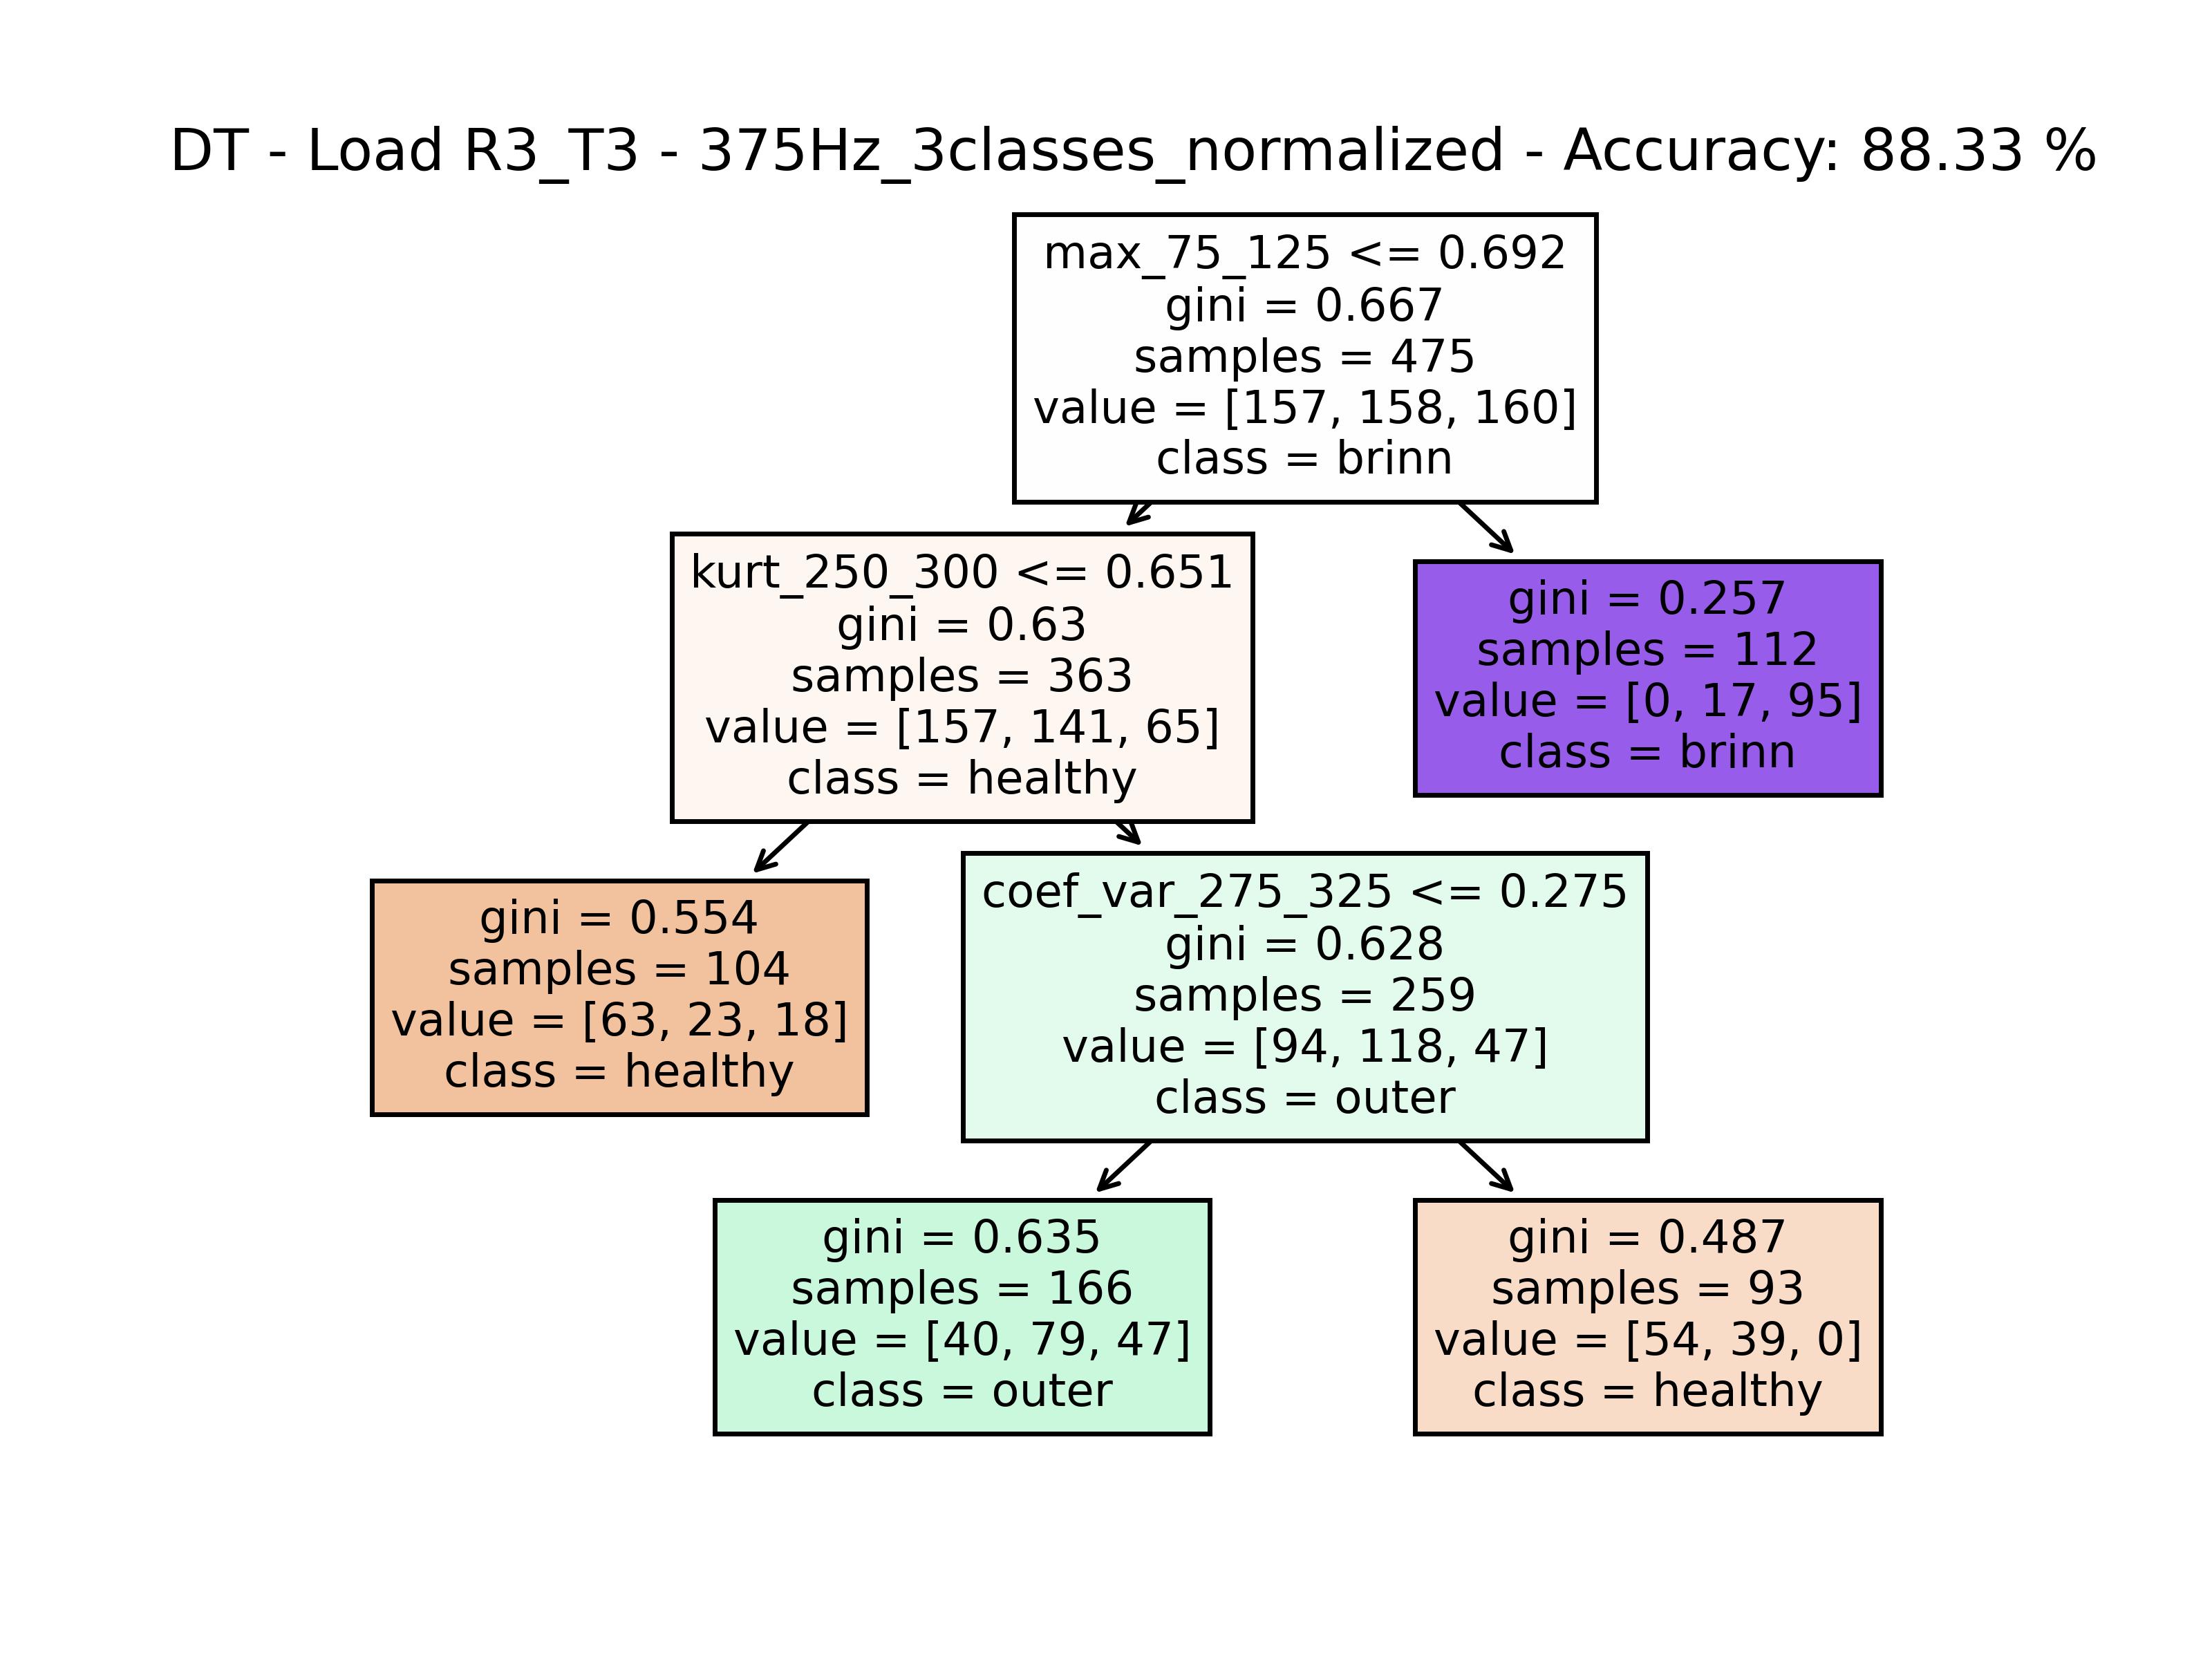 DT - Load R3_T3 - 375Hz_3classes_normalized - Accuracy: 88.33 %
max_75_125 <= 0.692
gini = 0.667
samples = 475
value = [157, 158, 160]
class = brinn
kurt_250_300 <= 0.651
gini = 0.63
samples = 363
value = [157, 141, 65]
class = healthy
gini = 0.257
samples = 112
value = [0, 17, 95]
class = brinn
gini = 0.554
samples = 104
value = [63, 23, 18]
class = healthy
coef_var_275_325 <= 0.275
gini = 0.628
samples = 259
value = [94, 118, 47]
class = outer
gini = 0.635
samples = 166
value = [40, 79, 47]
class = outer
gini = 0.487
samples = 93
value = [54, 39, 0]
class = healthy